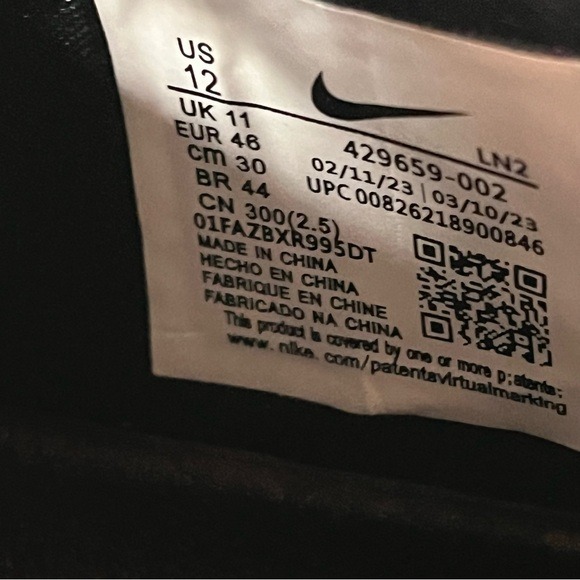 US
12
UK 11
EUR 46
cm 30
BR 44
CN 300(2.5)
01FAZBXR995DT
LN2
429659-002
02/11/23 | 03/10/23
UPC 00826218900846
MADE IN CHINA
HECHO EN CHINA
FABRIQUE EN CHINE
FABRICADO NA CHINA
This product is covered by one or more p;atents;
www.nike.com/patentsvirtualmarking